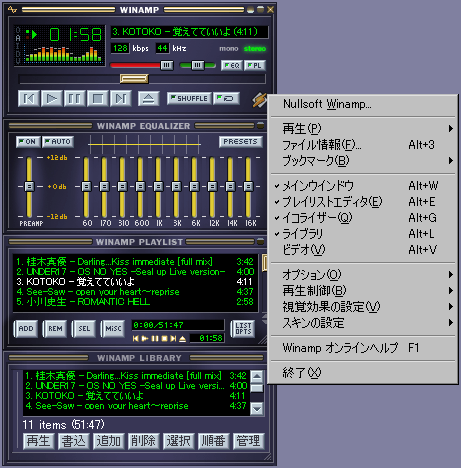 WINAMP
O
A
I
D
U
01:58
3. KOTOKO - 覚えてていいよ (4:11)
128 kbps 44 kHz mono stereo
EQ PL
SHUFFLE
WINAMP EQUALIZER
ON AUTO PRESETS
+12db
+0db
-12db
PREAMP 60 170 310 600 1K 3K 6K 12K 14K 16K
WINAMP PLAYLIST
1. 桂木真優 - Darling...Kiss immediate [full mix] 3:42
2. UNDER17 - OS NO YES ~Seal up Live version~ 4:00
3. KOTOKO - 覚えてていいよ 4:11
4. See-Saw - open your heart~reprise 4:37
5. 小川史生 - ROMANTIC HELL 2:58
ADD REM SEL MISC 0:00/51:47 LIST OPTS
01:58
WINAMP LIBRARY
1. 桂木真優 - Darling...Kiss immediate [full mix] 3:42
2. UNDER17 - OS NO YES ~Seal up Live versi... 4:00
3. KOTOKO - 覚えてていいよ 4:11
4. See-Saw - open your heart~reprise 4:37
11 items (51:47)
再生 書込 追加 削除 選択 順番 管理
Nullsoft Winamp...
再生(P)
ファイル情報(F)... Alt+3
ブックマーク(B)
メインウィンドウ Alt+W
プレイリストエディタ(E) Alt+E
イコライザー(Q) Alt+G
ライブラリ Alt+L
ビデオ(V) Alt+V
オプション(O)
再生制御(B)
視覚効果の設定(V)
スキンの設定
Winamp オンラインヘルプ F1
終了(X)